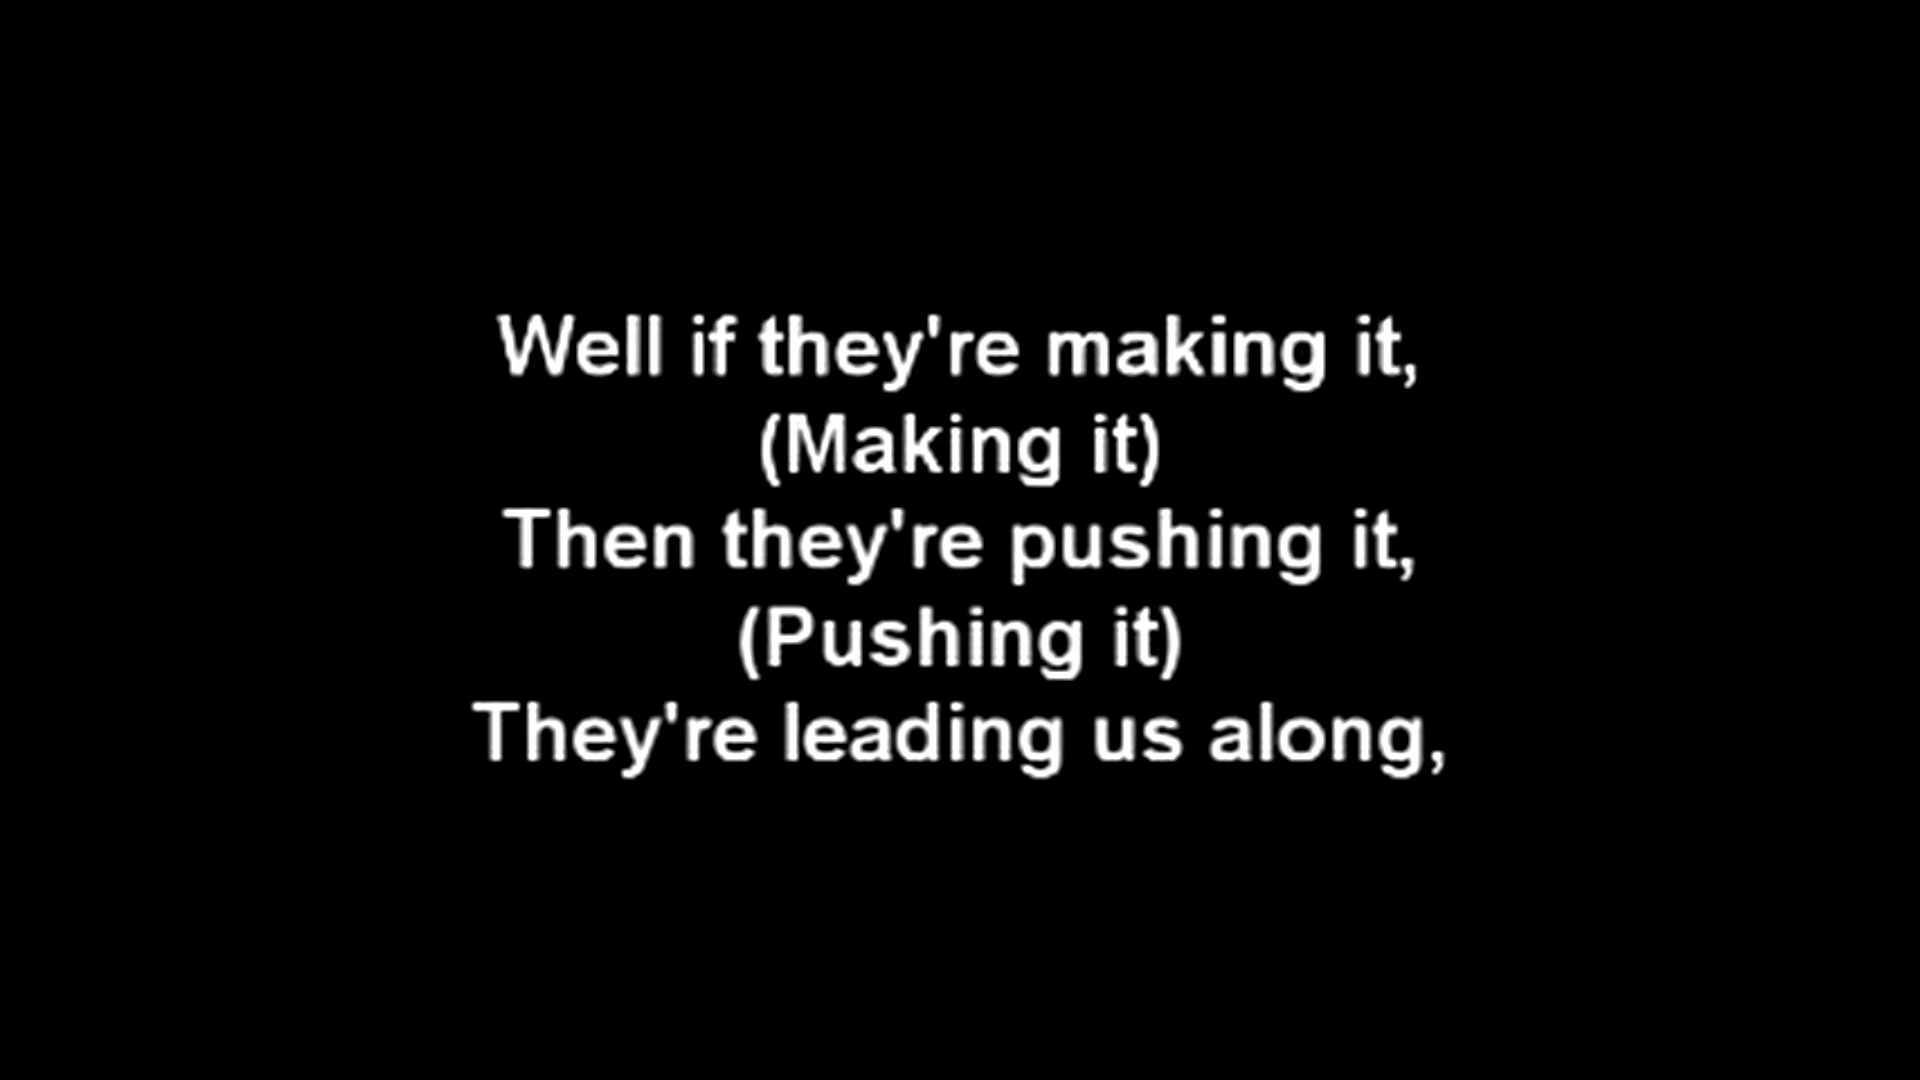 Well if they're making it,
(Making it)
Then they're pushing it,
(Pushing it)
They're leading us along,